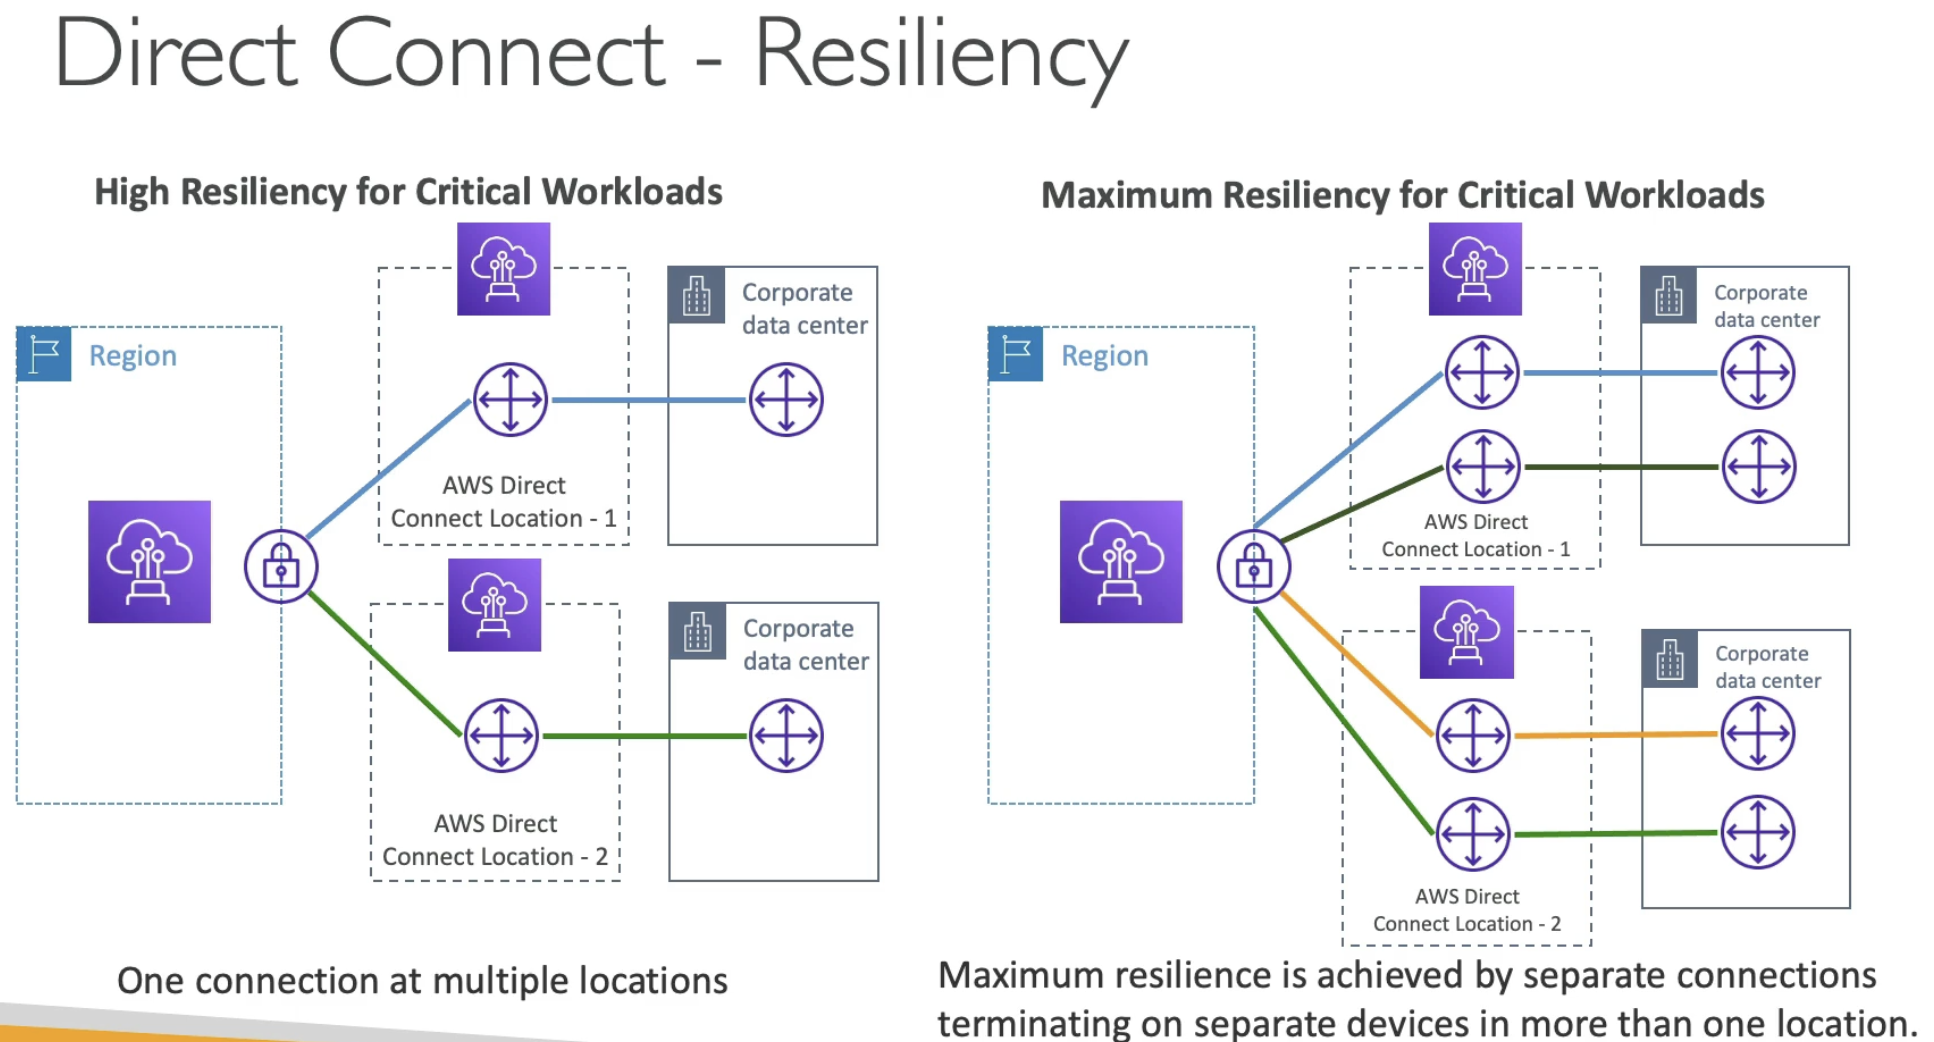 Direct Connect - Resiliency
High Resiliency for Critical Workloads
Region
Corporate
data center
AWS Direct
Connect Location - 1
Corporate
data center
AWS Direct
Connect Location - 2
One connection at multiple locations
Maximum Resiliency for Critical Workloads
Region
Corporate
data center
AWS Direct
Connect Location - 1
Corporate
data center
AWS Direct
Connect Location - 2
Maximum resilience is achieved by separate connections
terminating on separate devices in more than one location.